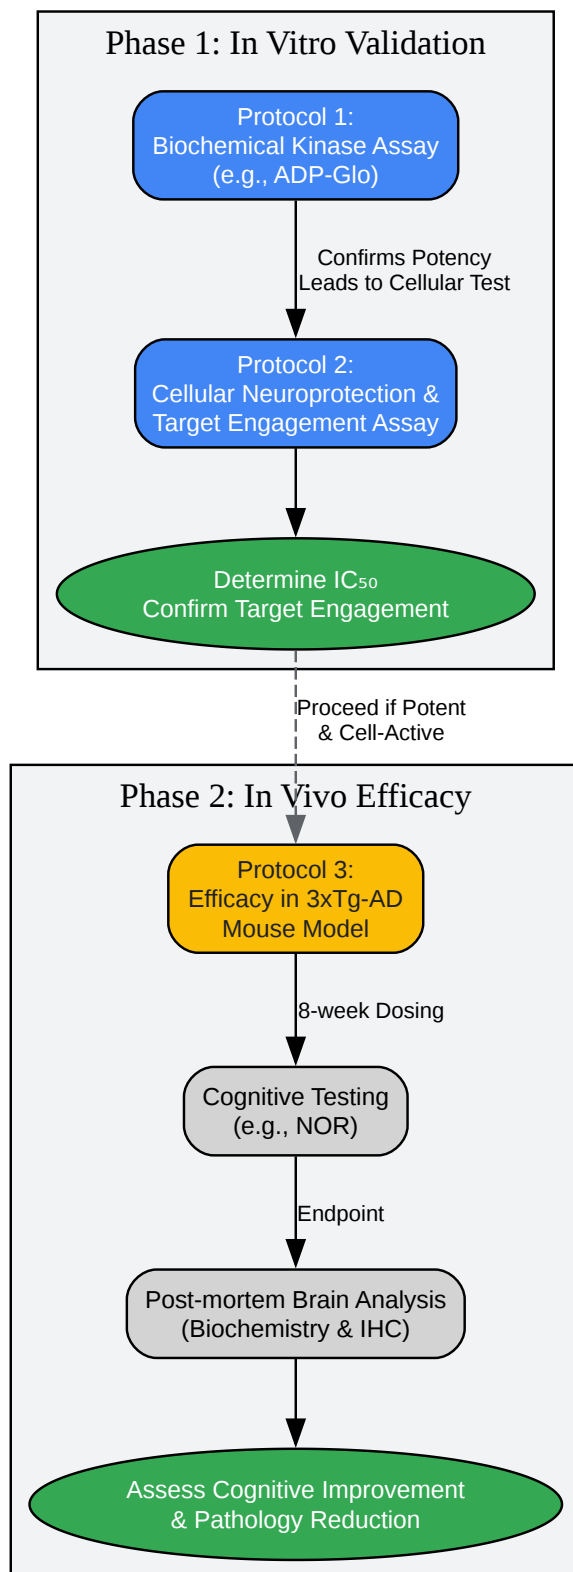 Phase 1: In Vitro Validation
Protocol 1:
Biochemical Kinase Assay
(e.g., ADP-Glo)
Confirms Potency
Leads to Cellular Test
Protocol 2:
Cellular Neuroprotection &
Target Engagement Assay
Determine IC₅₀
Confirm Target Engagement
Proceed if Potent
& Cell-Active
Phase 2: In Vivo Efficacy
Protocol 3:
Efficacy in 3xTg-AD
Mouse Model
8-week Dosing
Cognitive Testing
(e.g., NOR)
Endpoint
Post-mortem Brain Analysis
(Biochemistry & IHC)
Assess Cognitive Improvement
& Pathology Reduction